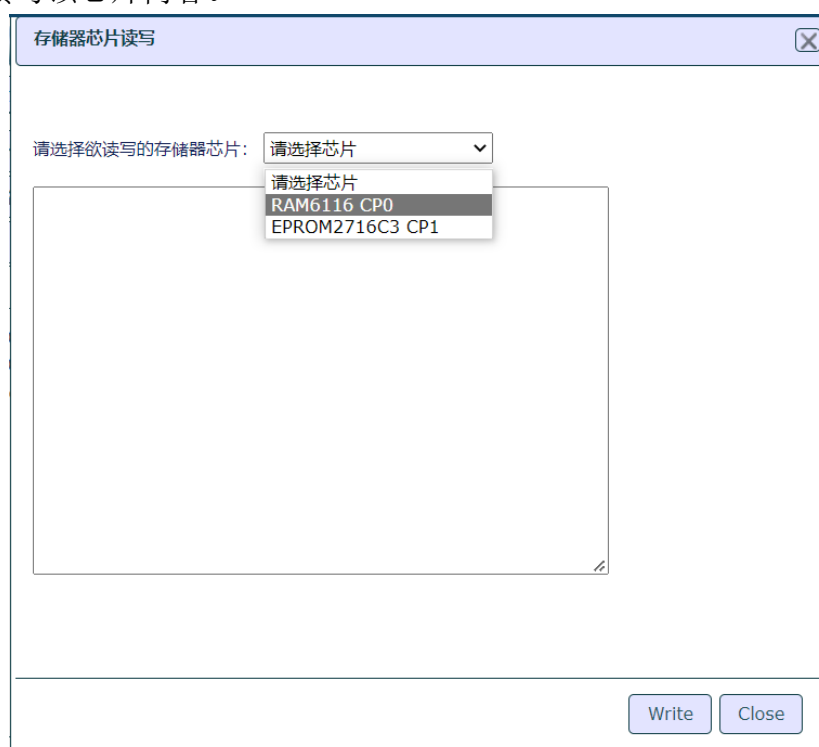 存储器芯片读写
请选择欲读写的存储器芯片： 请选择芯片
请选择芯片
RAM6116 CP0
EPROM2716C3 CP1
Write Close